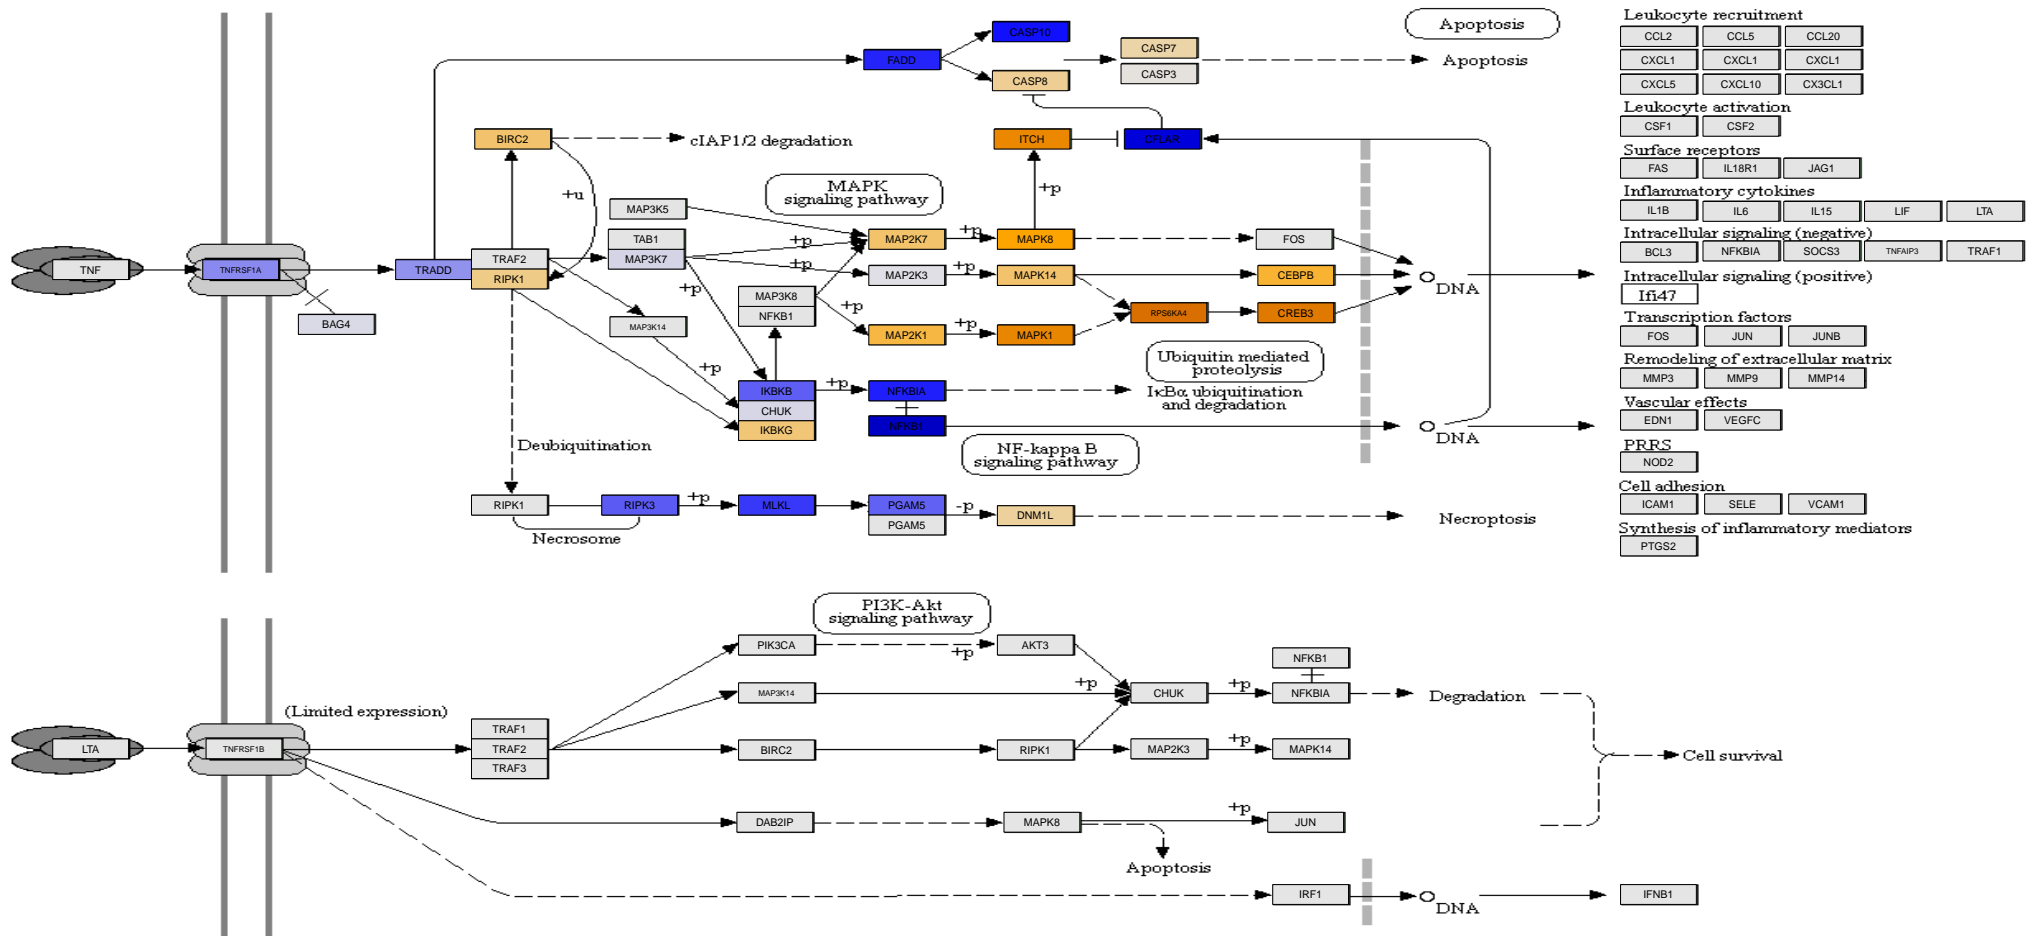 Apoptosis
Leukocyte recruitment
CCL2 CCL5 CCL20
CXCL1 CXCL1 CXCL1
CXCL5 CXCL10 CX3CL1
Leukocyte activation
CSF1 CSF2
Surface receptors
FAS IL18R1 JAG1
Inflammatory cytokines
IL1B IL6 IL15 LIF LTA
Intracellular signaling (negative)
BCL3 NFKBIA SOCS3 TNFAIP3 TRAF1
Intracellular signaling (positive)
Ifi47
Transcription factors
FOS JUN JUNB
Remodeling of extracellular matrix
MMP3 MMP9 MMP14
Vascular effects
EDN1 VEGFC
PRRS
NOD2
Cell adhesion
ICAM1 SELE VCAM1
Synthesis of inflammatory mediators
PTGS2
CASP10
FADD
CASP7
CASP8
CASP3
Apoptosis
BIRC2
cIAP1/2 degradation
ITCH
CFLAR
+u
MAPK
signaling pathway
+p
MAP3K5
TNF
TNFRSF1A
BAG4
TRADD
TRAF2
RIPK1
TAB1
MAP3K7
+p
+p
+p
MAP2K7
+p
MAPK8
FOS
MAP2K3
+p
MAPK14
CEBPB
DNA
MAP3K8
NFKB1
+p
MAP3K14
+p
MAP2K1
+p
MAPK1
RPS6KA4
CREB3
Ubiquitin mediated
proteolysis
IKBKB
CHUK
IKBKG
+p
NFKBIA
IκBα ubiquitination
and degradation
NFKB1
DNA
NF-kappa B
signaling pathway
Deubiquitination
RIPK1
RIPK3
+p
MLKL
PGAM5
PGAM5
-p
DNM1L
Necroptosis
Necrosome
PI3K-Akt
signaling pathway
PIK3CA
+p
AKT3
NFKB1
MAP3K14
+p
CHUK
+p
NFKBIA
Degradation
(Limited expression)
LTA
TNFRSF1B
TRAF1
TRAF2
TRAF3
BIRC2
RIPK1
MAP2K3
+p
MAPK14
Cell survival
DAB2IP
MAPK8
+p
JUN
Apoptosis
IRF1
DNA
IFNB1